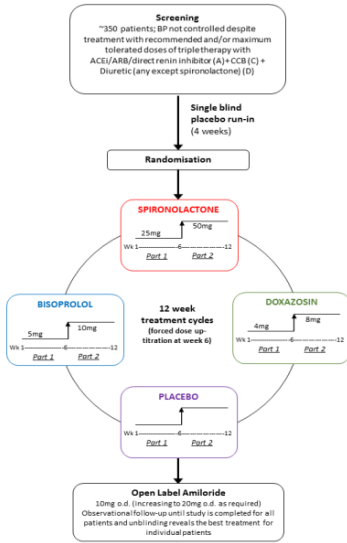 Screening
~350 patients; BP not controlled despite
treatment with recommended and/or maximum
tolerated doses of triple therapy with
ACEi/ARB/direct renin inhibitor (A)+ CCB (C) +
Diuretic (any except spironolactone) (D)
Single blind
placebo run-in
(4 weeks)
Randomisation
SPIRONOLACTONE
25mg
50mg
Wk 1 6 12
Part 1 Part 2
BISOPROLOL
5mg
10mg
Wk 1 6 12
Part 1 Part 2
12 week
treatment cycles
(forced dose up-
titration at week 6)
DOXAZOSIN
4mg
8mg
Wk 1 6 12
Part 1 Part 2
PLACEBO
Wk 1 6 12
Part 1 Part 2
Open Label Amiloride
10mg o.d. (increasing to 20mg o.d. as required)
Observational follow-up until study is completed for all
patients and unblinding reveals the best treatment for
individual patients